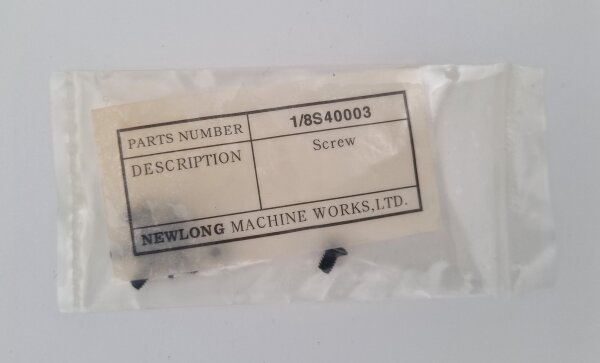 PARTS NUMBER 1/8S40003
DESCRIPTION Screw
NEWLONG MACHINE WORKS,LTD.